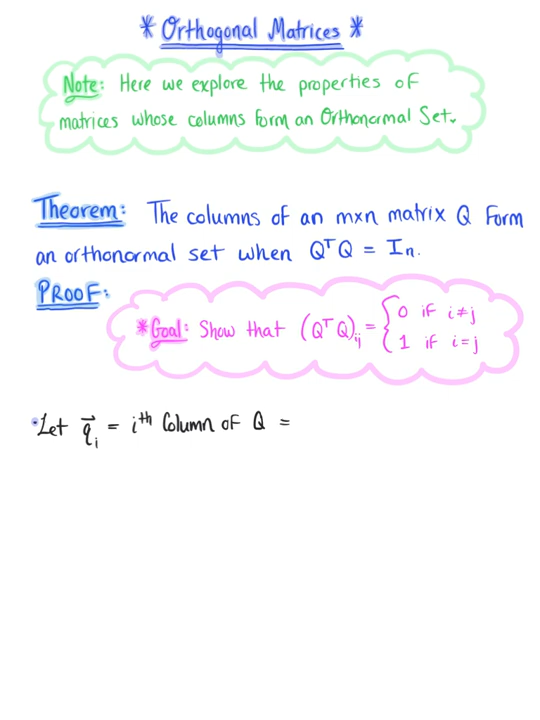 * Orthogonal Matrices *
Note: Here we explore the properties of
matrices whose columns form an Orthonormal Set.
Theorem: The columns of an m×n matrix Q form
an orthonormal set when QᵀQ = Iₙ.
PROOF:
*Goal: Show that (QᵀQ)ᵢⱼ = { 0 if i≠j
1 if i=j
• Let q⃗ᵢ = iᵗʰ Column of Q =